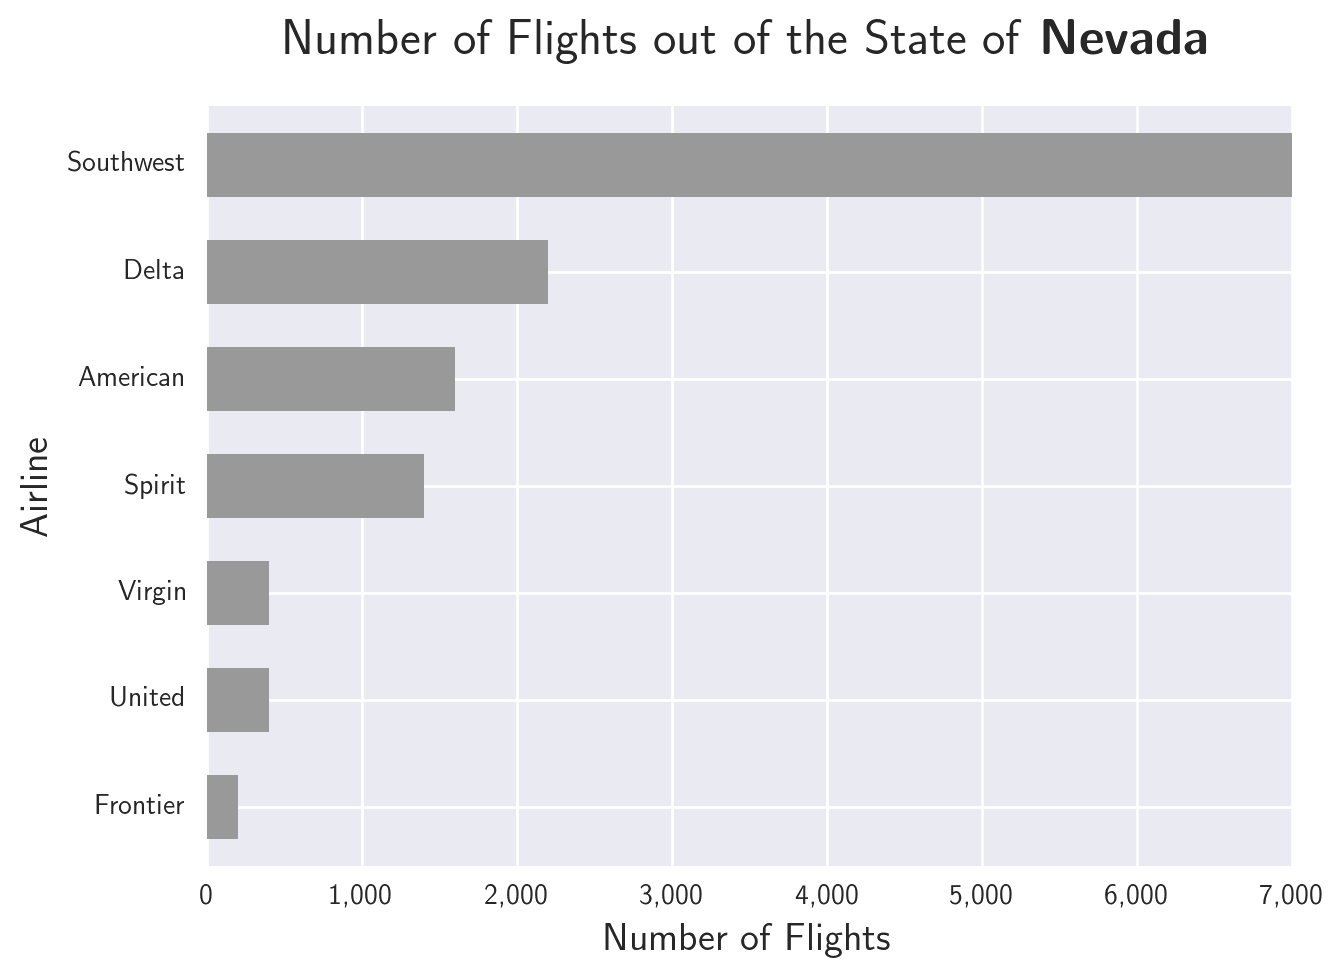 Number of Flights out of the State of Nevada
Southwest
Delta
American
Spirit
Virgin
United
Frontier
Airline
0 1,000 2,000 3,000 4,000 5,000 6,000 7,000
Number of Flights